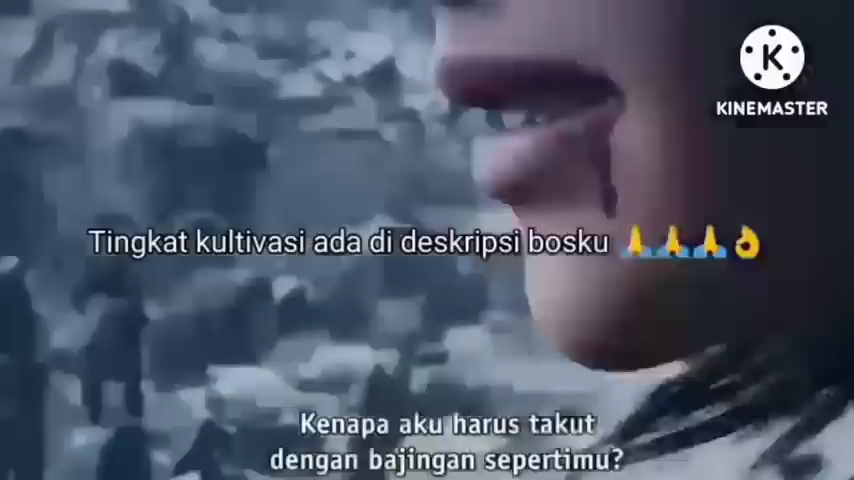 KINEMASTER
Tingkat kultivasi ada di deskripsi bosku 🙏🙏🙏👌
Kenapa aku harus takut
dengan bajingan sepertimu?